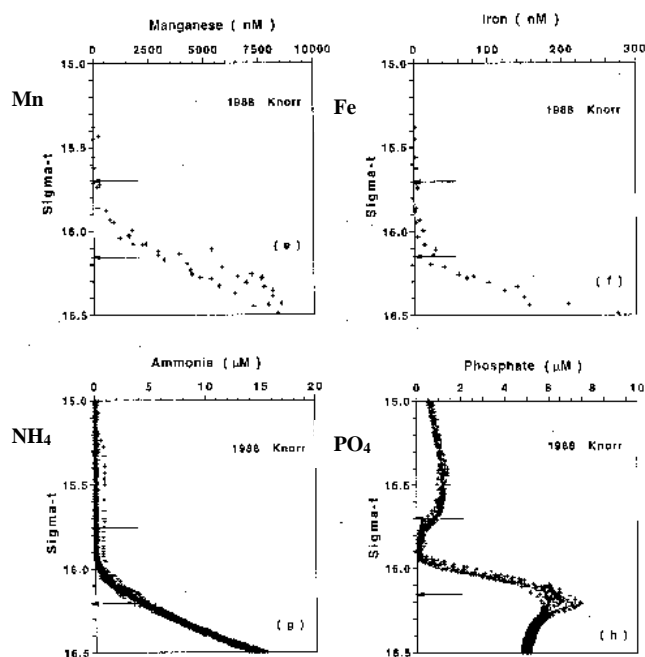 Manganese ( nM )
0 2500 5000 7500 10000
Mn
15.0
15.5
16.0
16.5
Sigma-t
1988 Knorr
( e )
Iron ( nM )
0 100 200 300
Fe
15.0
15.5
16.0
16.5
Sigma-t
1988 Knorr
( f )
Ammonia ( μM )
0 5 10 15 20
NH4
15.0
15.5
16.0
16.5
Sigma-t
1988 Knorr
( g )
Phosphate ( μM )
0 2 4 6 8 10
PO4
15.0
15.5
16.0
16.5
Sigma-t
1988 Knorr
( h )